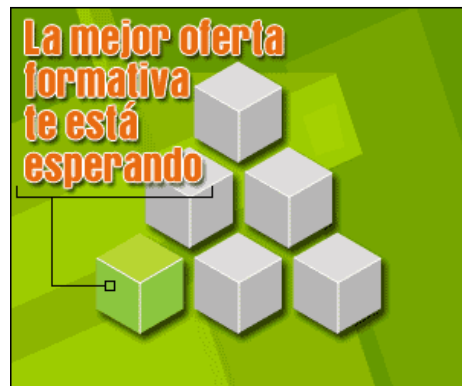 La mejor oferta
formativa
te está
esperando